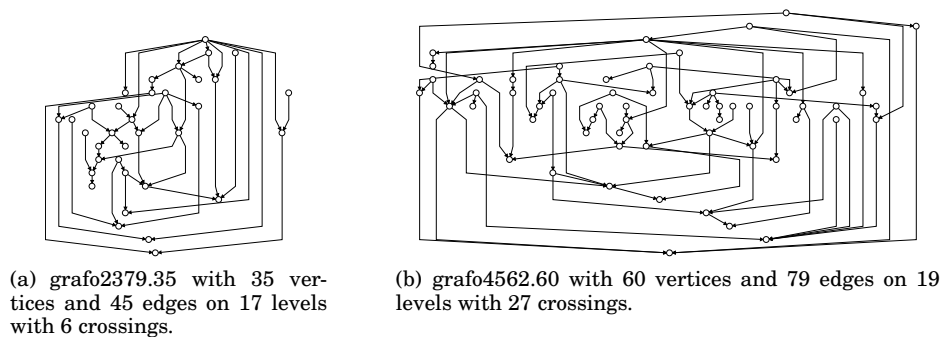 (a) grafo2379.35 with 35 ver-
tices and 45 edges on 17 levels
with 6 crossings.
(b) grafo4562.60 with 60 vertices and 79 edges on 19
levels with 27 crossings.